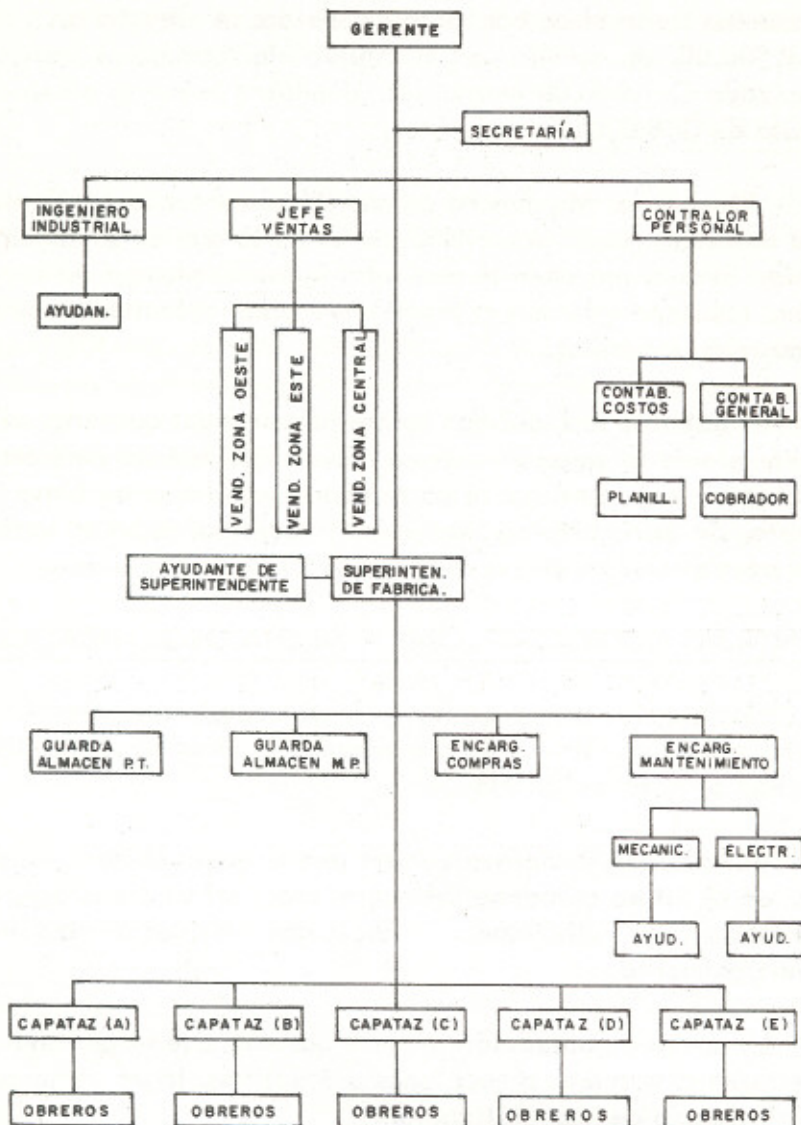 GERENTE
SECRETARÍA
INGENIERO
INDUSTRIAL
JEFE
VENTAS
CONTRALOR
PERSONAL
AYUDAN.
VEND. ZONA OESTE
VEND. ZONA ESTE
VEND. ZONA CENTRAL
CONTAB.
COSTOS
CONTAB.
GENERAL
PLANILL.
COBRADOR
AYUDANTE DE
SUPERINTENDENTE
SUPERINTEN.
DE FABRICA.
GUARDA
ALMACEN P.T.
GUARDA
ALMACEN M.P.
ENCARG.
COMPRAS
ENCARG.
MANTENIMIENTO
MECANIC.
ELECTR.
AYUD.
AYUD.
CAPATAZ (A)
CAPATAZ (B)
CAPATAZ (C)
CAPATAZ (D)
CAPATAZ (E)
OBREROS
OBREROS
OBREROS
OBREROS
OBREROS